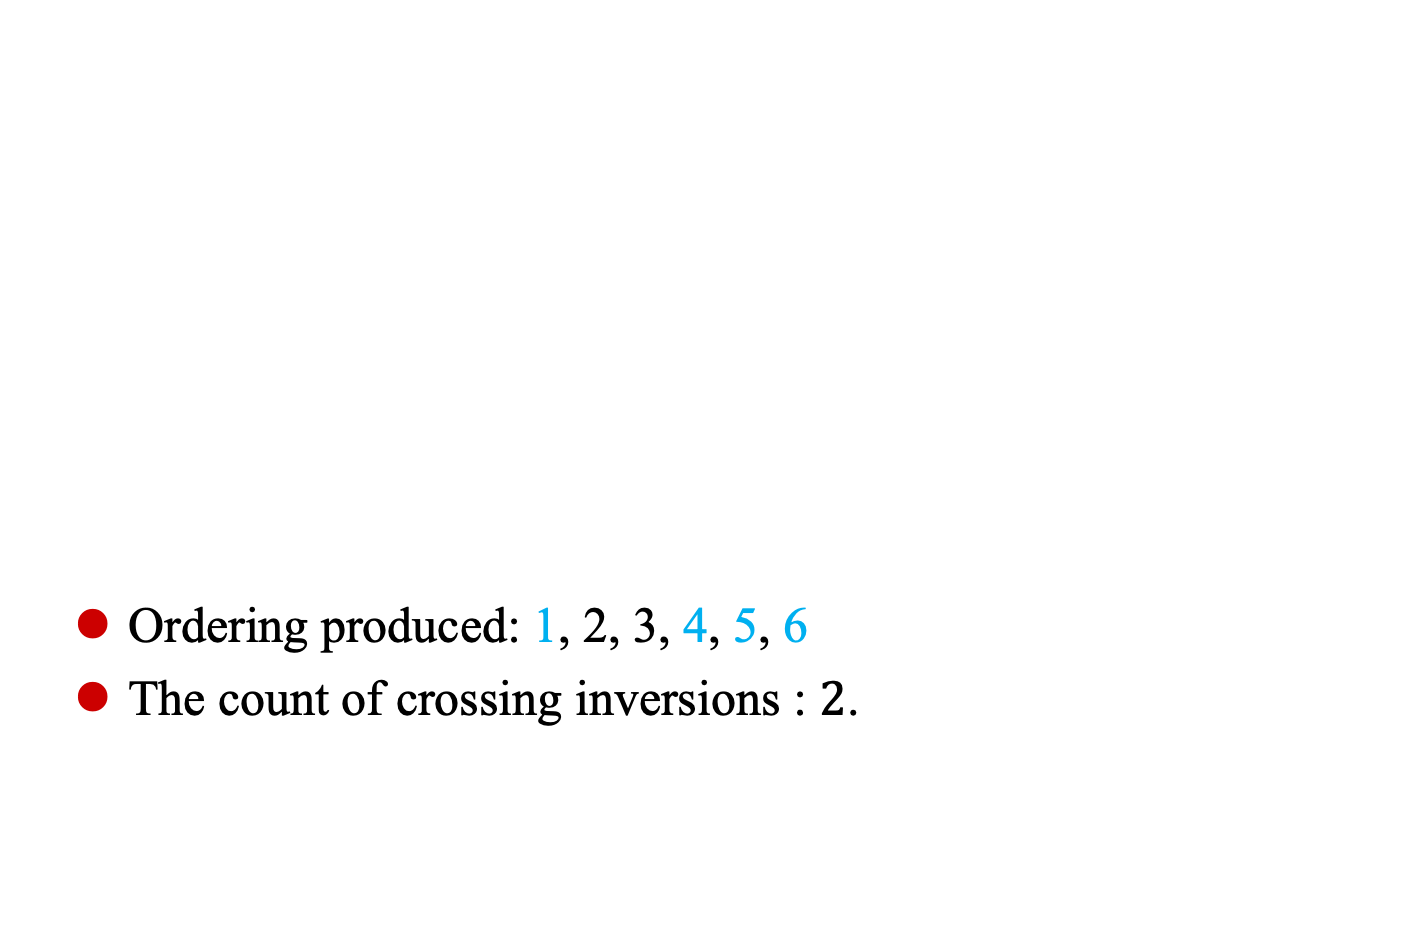 Ordering produced: 1, 2, 3, 4, 5, 6
The count of crossing inversions : 2.